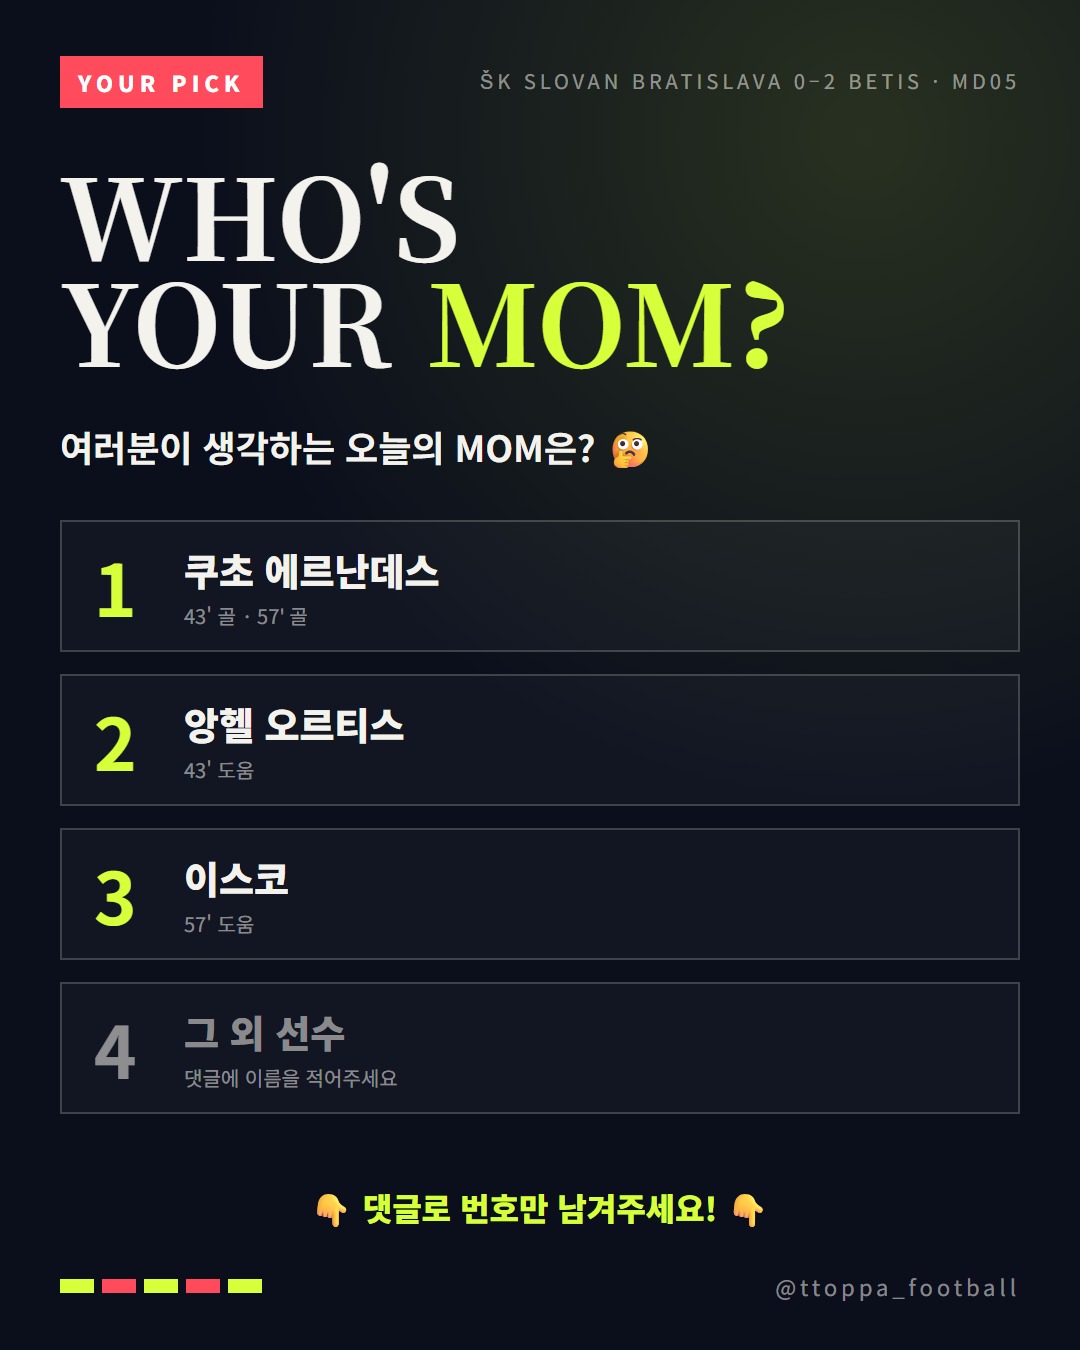 YOUR PICK
ŠK SLOVAN BRATISLAVA 0–2 BETIS · MD05
WHO'S
YOUR MOM?
여러분이 생각하는 오늘의 MOM은? 🤔
1
쿠초 에르난데스
43' 골 · 57' 골
2
앙헬 오르티스
43' 도움
3
이스코
57' 도움
4
그 외 선수
댓글에 이름을 적어주세요
👇 댓글로 번호만 남겨주세요! 👇
@ttoppa_football